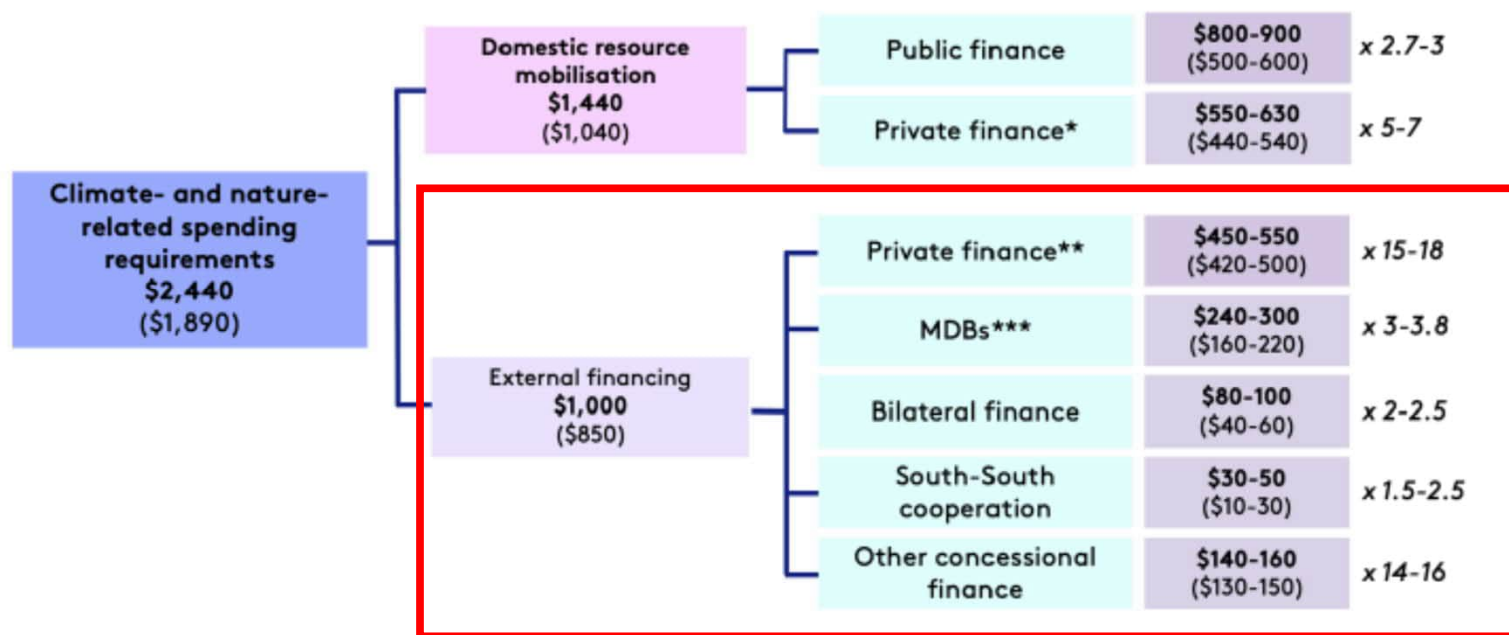 Climate- and nature-
related spending
requirements
$2,440
($1,890)
Domestic resource
mobilisation
$1,440
($1,040)
Public finance
$800-900
($500-600)
x 2.7-3
Private finance*
$550-630
($440-540)
x 5-7
External financing
$1,000
($850)
Private finance**
$450-550
($420-500)
x 15-18
MDBs***
$240-300
($160-220)
x 3-3.8
Bilateral finance
$80-100
($40-60)
x 2-2.5
South-South
cooperation
$30-50
($10-30)
x 1.5-2.5
Other concessional
finance
$140-160
($130-150)
x 14-16